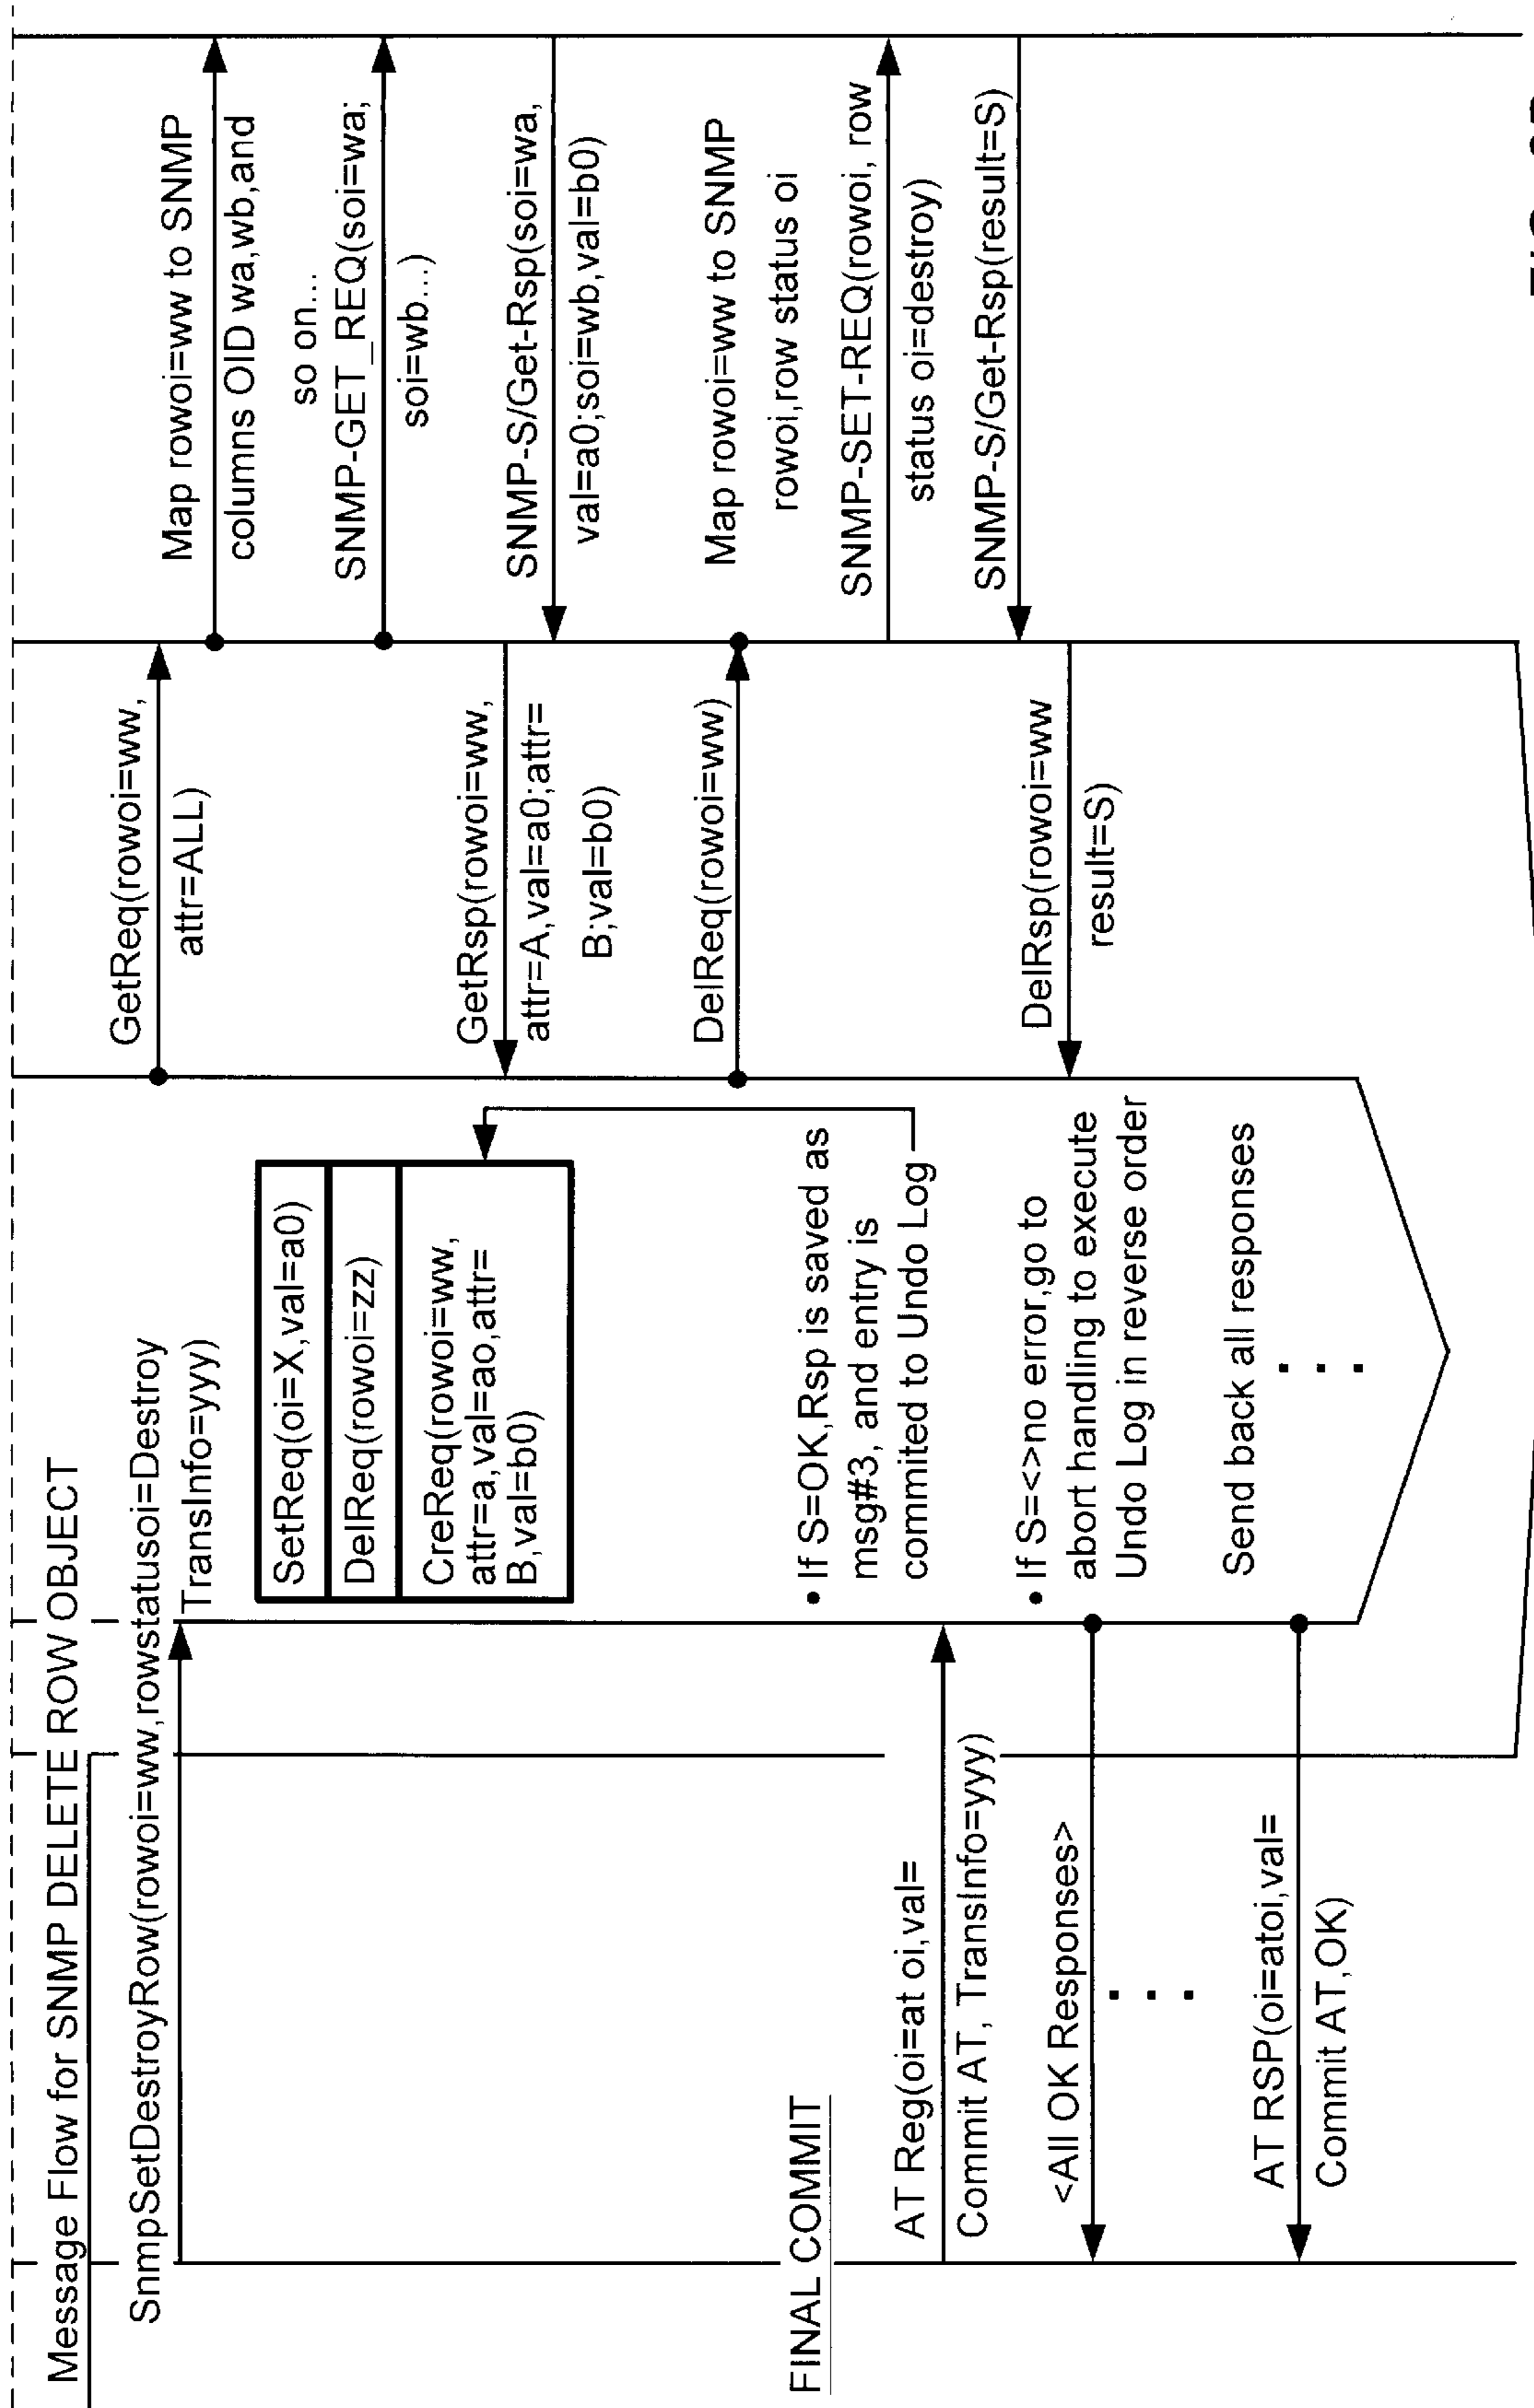 Message Flow for SNMP DELETE ROW OBJECT
SnmpSetDestroyRow(rowoi=ww,rowstatusoi=Destroy
TransInfo=yyy)
GetReq(rowoi=ww,
attr=ALL)
Map rowoi=ww to SNMP
columns OID wa,wb,and
so on...
SNMP-GET_REQ(soi=wa;
soi=wb...)
SetReq(oi=X,val=a0)
DelReq(rowoi=zz)
CreReq(rowoi=ww,
attr=a,val=ao,attr=
B,val=b0)
GetRsp(rowoi=ww,
attr=A,val=a0;attr=
B;val=b0)
SNMP-S/Get-Rsp(soi=wa,
val=a0;soi=wb,val=b0)
DelReq(rowoi=ww)
Map rowoi=ww to SNMP
rowoi,row status oi
SNMP-SET-REQ(rowoi, row
status oi=destroy)
SNMP-S/Get-Rsp(result=S)
DelRsp(rowoi=ww
result=S)
• If S=OK,Rsp is saved as
msg#3, and entry is
commited to Undo Log
• If S=<>no error,go to
abort handling to execute
Undo Log in reverse order
Send back all responses
. . .
FINAL COMMIT
AT Reg(oi=at oi,val=
Commit AT, TransInfo=yyy)
<All OK Responses>
. . .
AT RSP(oi=atoi,val=
Commit AT,OK)